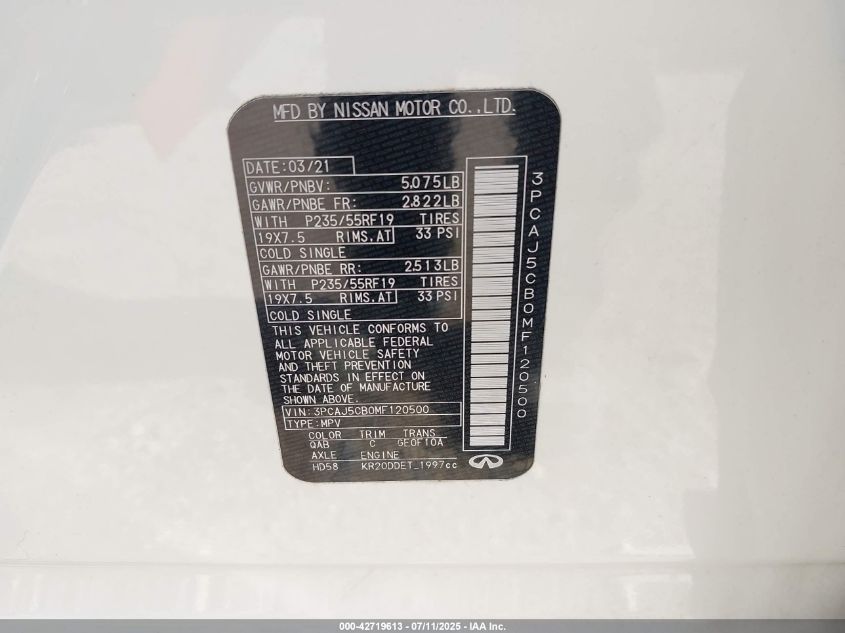 MFD BY NISSAN MOTOR CO.,LTD.
DATE:03/21
GVWR/PNBV: 5,075LB
GAWR/PNBE FR: 2,822LB
WITH P235/55RF19 TIRES
19X7.5 RIMS.AT 33 PSI
COLD SINGLE
GAWR/PNBE RR: 2,513LB
WITH P235/55RF19 TIRES
19X7.5 RIMS.AT 33 PSI
COLD SINGLE
THIS VEHICLE CONFORMS TO
ALL APPLICABLE FEDERAL
MOTOR VEHICLE SAFETY
AND THEFT PREVENTION
STANDARDS IN EFFECT ON
THE DATE OF MANUFACTURE
SHOWN ABOVE.
VIN:3PCAJ5CB0MF120500
TYPE:MPV
COLOR TRIM TRANS
QAB C GE0F10A
AXLE ENGINE
HD58 KR20DDET_1997cc
3PCAJ5CB0MF120500
000-42719613 - 07/11/2025 - IAA Inc.